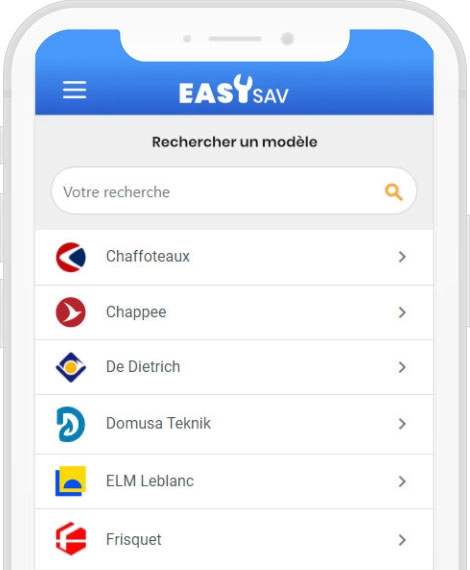 EASYSAV
Rechercher un modèle
Votre recherche
Chaffoteaux
Chappee
De Dietrich
Domusa Teknik
ELM Leblanc
Frisquet